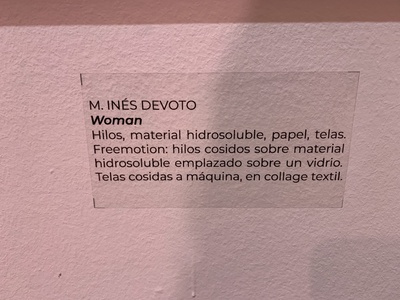 M. INÉS DEVOTO
Woman
Hilos, material hidrosoluble, papel, telas.
Freemotion: hilos cosidos sobre material
hidrosoluble emplazado sobre un vidrio.
Telas cosidas a máquina, en collage textil.